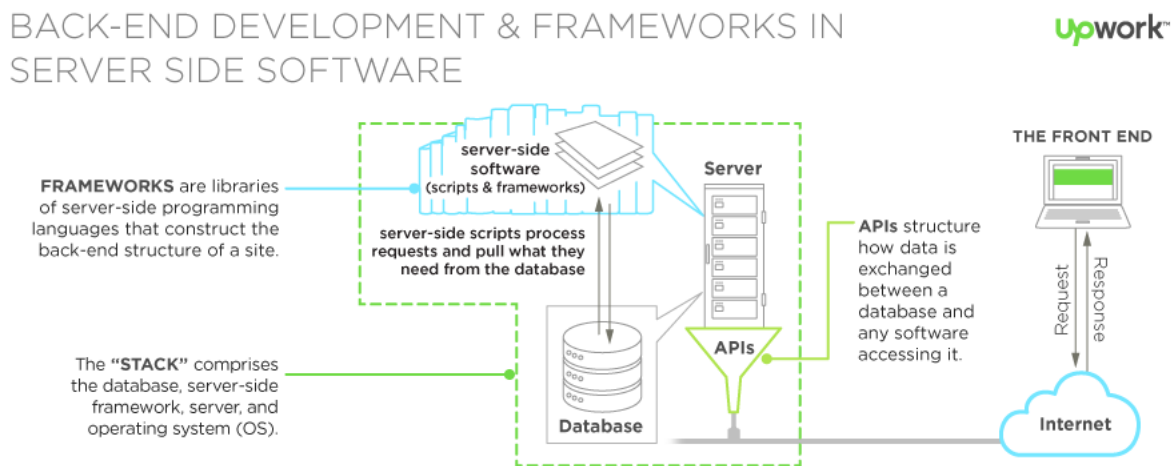 BACK-END DEVELOPMENT & FRAMEWORKS IN
SERVER SIDE SOFTWARE
upwork™
FRAMEWORKS are libraries
of server-side programming
languages that construct the
back-end structure of a site.
The “STACK” comprises
the database, server-side
framework, server, and
operating system (OS).
server-side
software
(scripts & frameworks)
server-side scripts process
requests and pull what they
need from the database
Database
Server
APIs
APIs structure
how data is
exchanged
between a
database and
any software
accessing it.
THE FRONT END
Request
Response
Internet